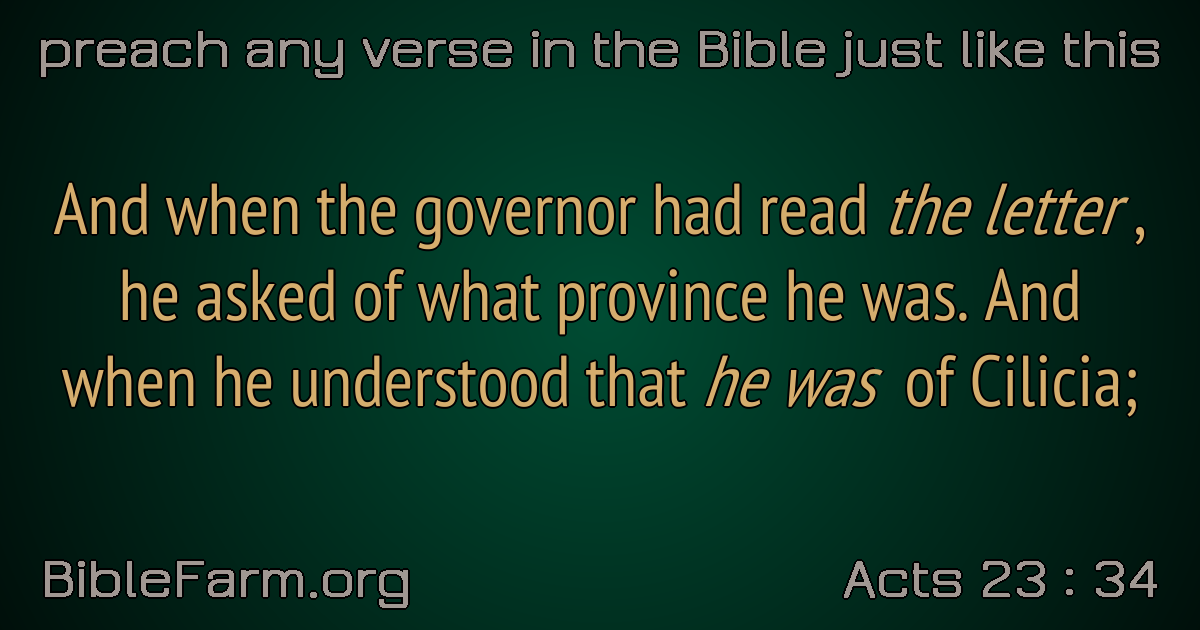 preach any verse in the Bible just like this
And when the governor had read the letter ,
he asked of what province he was. And
when he understood that he was of Cilicia;
BibleFarm.org
Acts 23 : 34